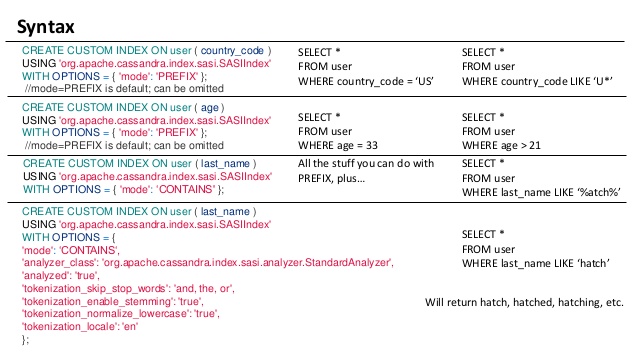 Syntax
CREATE CUSTOM INDEX ON user ( country_code )
USING 'org.apache.cassandra.index.sasi.SASIIndex'
WITH OPTIONS = { 'mode': 'PREFIX' };
//mode=PREFIX is default; can be omitted
SELECT *
FROM user
WHERE country_code = ‘US’
SELECT *
FROM user
WHERE country_code LIKE ‘U*’
CREATE CUSTOM INDEX ON user ( age )
USING 'org.apache.cassandra.index.sasi.SASIIndex'
WITH OPTIONS = { 'mode': 'PREFIX' };
//mode=PREFIX is default; can be omitted
SELECT *
FROM user
WHERE age = 33
SELECT *
FROM user
WHERE age > 21
CREATE CUSTOM INDEX ON user ( last_name )
USING 'org.apache.cassandra.index.sasi.SASIIndex'
WITH OPTIONS = { 'mode': 'CONTAINS' };
All the stuff you can do with
PREFIX, plus…
SELECT *
FROM user
WHERE last_name LIKE ‘%atch%’
CREATE CUSTOM INDEX ON user ( last_name )
USING 'org.apache.cassandra.index.sasi.SASIIndex'
WITH OPTIONS = {
'mode': 'CONTAINS',
'analyzer_class': 'org.apache.cassandra.index.sasi.analyzer.StandardAnalyzer',
'analyzed': 'true',
'tokenization_skip_stop_words': 'and, the, or',
'tokenization_enable_stemming': 'true',
'tokenization_normalize_lowercase': 'true',
'tokenization_locale': 'en'
};
SELECT *
FROM user
WHERE last_name LIKE ‘hatch’
Will return hatch, hatched, hatching, etc.